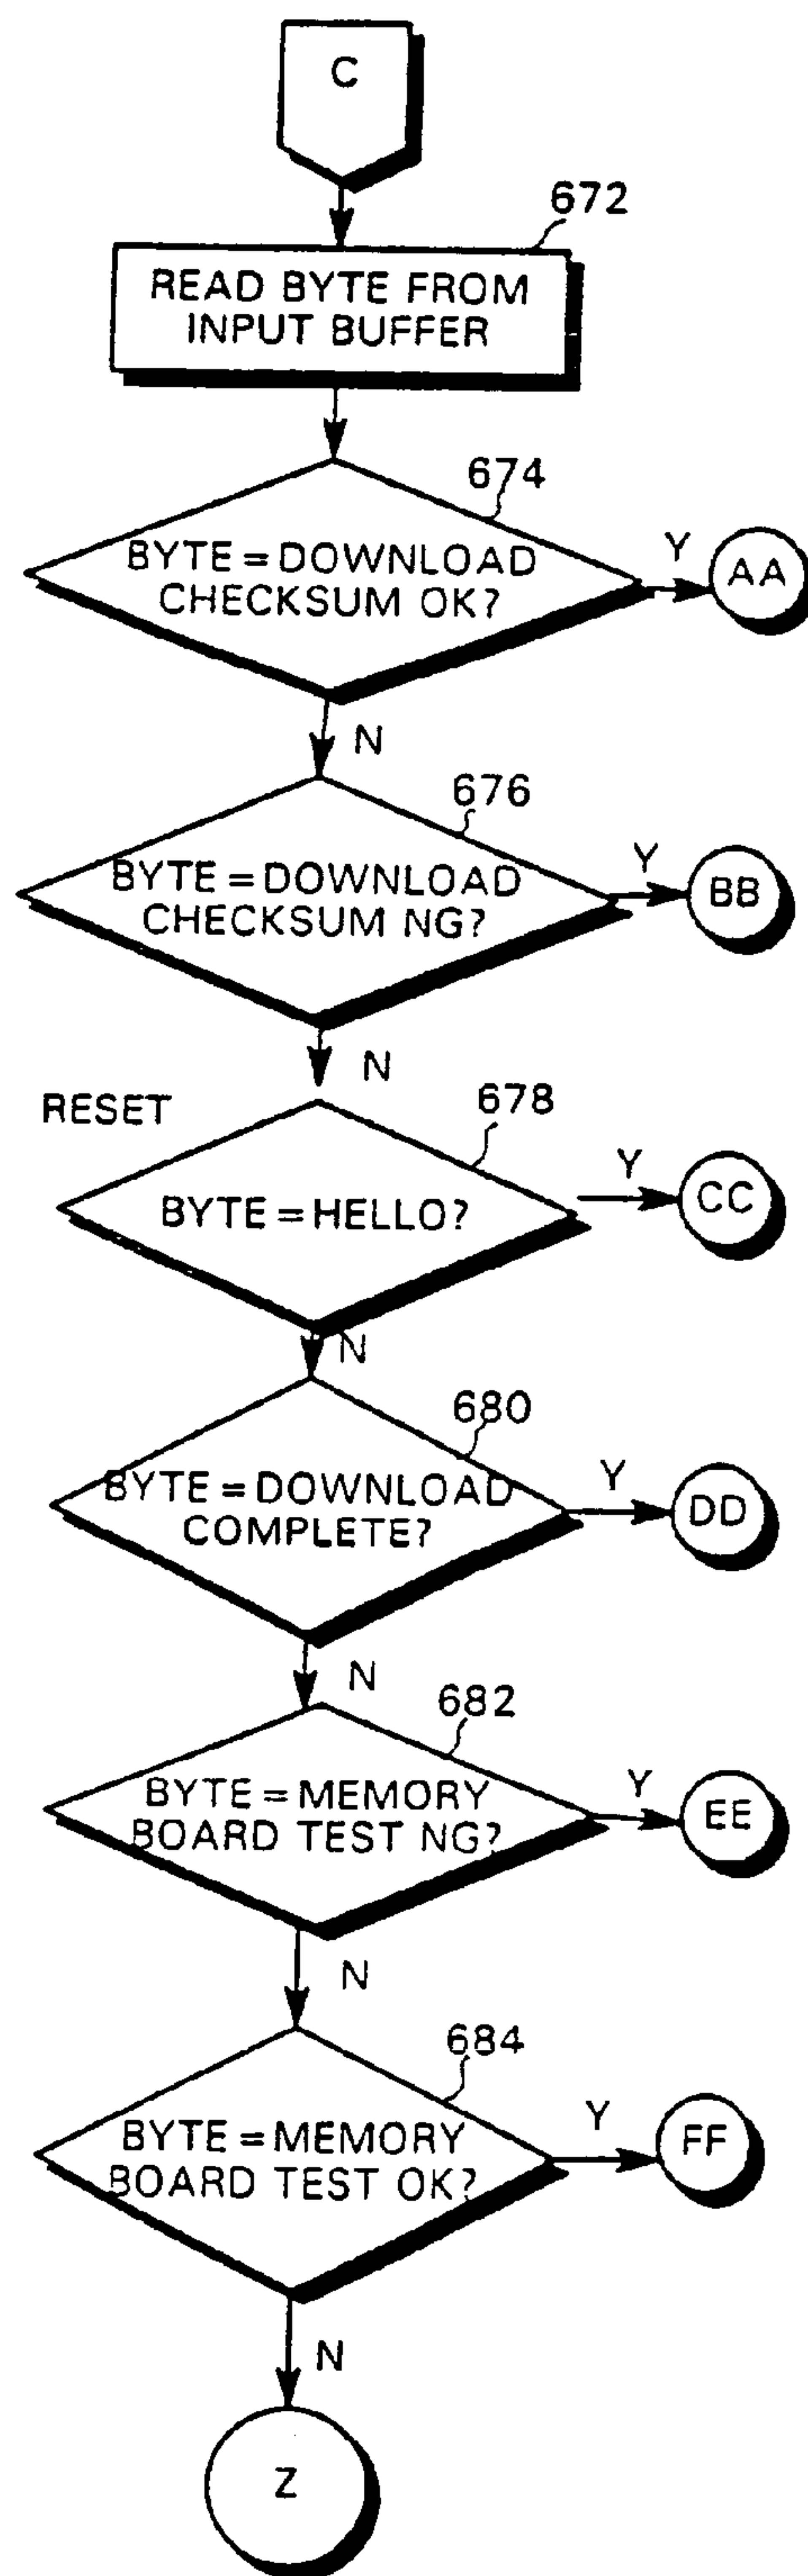 C
672
READ BYTE FROM
INPUT BUFFER
674
BYTE = DOWNLOAD
CHECKSUM OK?
Y
AA
N
676
BYTE = DOWNLOAD
CHECKSUM NG?
Y
BB
N
RESET
678
BYTE = HELLO?
Y
CC
N
680
BYTE = DOWNLOAD
COMPLETE?
Y
DD
N
682
BYTE = MEMORY
BOARD TEST NG?
Y
EE
N
684
BYTE = MEMORY
BOARD TEST OK?
Y
FF
N
Z